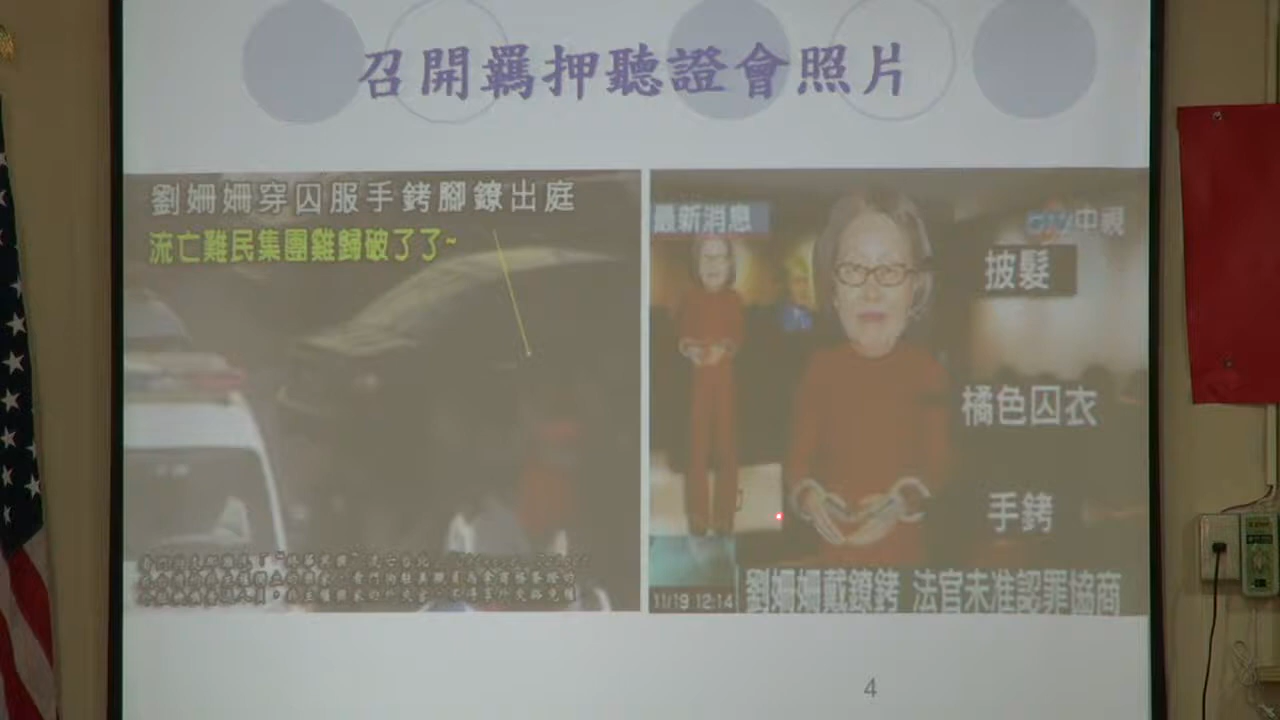 召開羈押聽證會照片
劉姍姍穿囚服手銬腳鐐出庭
流亡難民集團雞歸破了了~
最新消息
中視
披髮
橘色囚衣
手銬
11/19 12:14
劉姍姍戴鐐銬 法官未准認罪協商
4